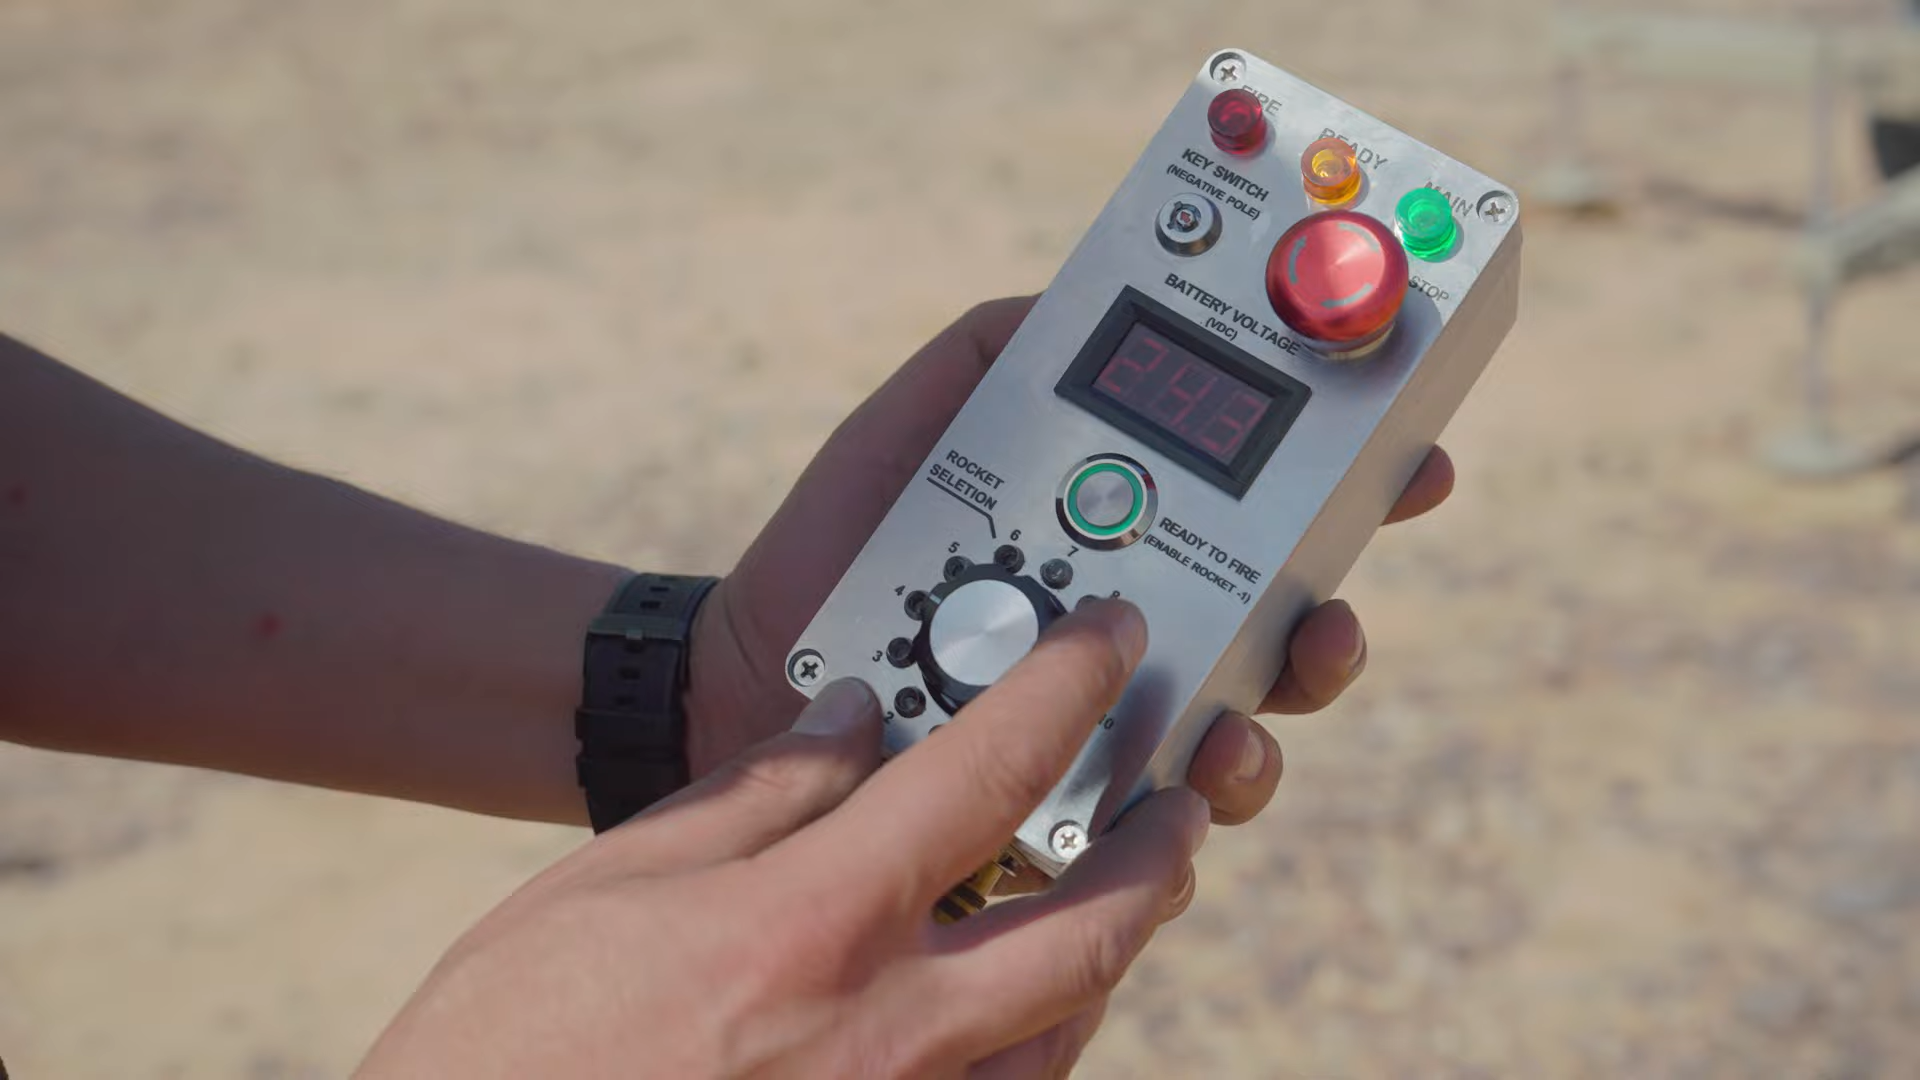 FIRE
READY
MAIN
KEY SWITCH
(NEGATIVE POLE)
STOP
BATTERY VOLTAGE
(VDC)
24.3
ROCKET
SELETION
READY TO FIRE
(ENABLE ROCKET -1)
2
3
4
5
6
7
8
10